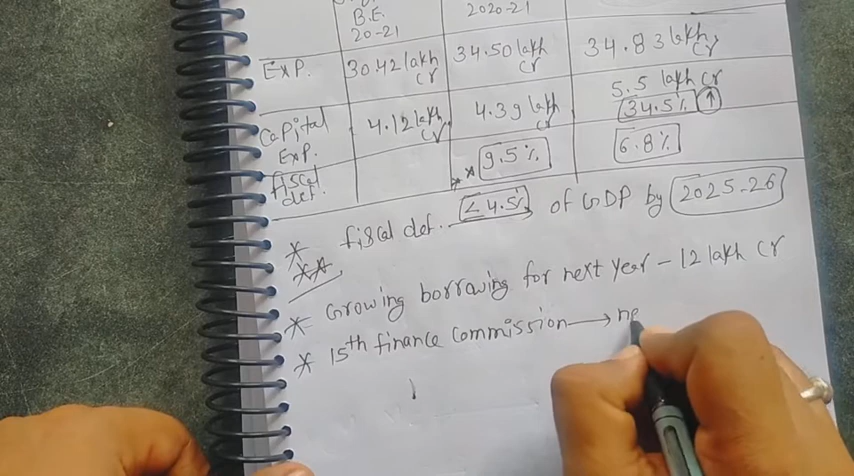 B.E.
20-21
2020-21
Exp. 30.42 lakh cr 34.50 lakh cr 34.83 lakh cr
Capital Exp. 4.12 lakh cr. 4.39 lakh cr 5.5 lakh cr
34.5% ↑
fiscal def. ** 9.5% 6.8%
* fiscal def. <4.5% of GDP by 2025-26
**
* Growing borrowing for next year - 12 lakh cr
* 15th finance Commission → ne